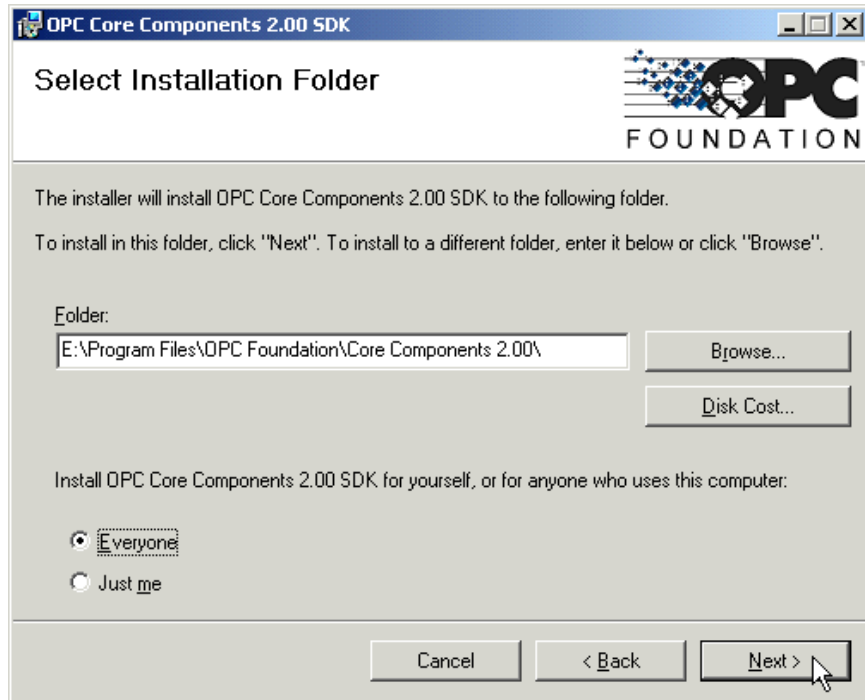 OPC Core Components 2.00 SDK
Select Installation Folder
OPC
FOUNDATION
The installer will install OPC Core Components 2.00 SDK to the following folder.
To install in this folder, click "Next". To install to a different folder, enter it below or click "Browse".
Folder:
E:\Program Files\OPC Foundation\Core Components 2.00\
Browse...
Disk Cost...
Install OPC Core Components 2.00 SDK for yourself, or for anyone who uses this computer:
Everyone
Just me
Cancel
< Back
Next >